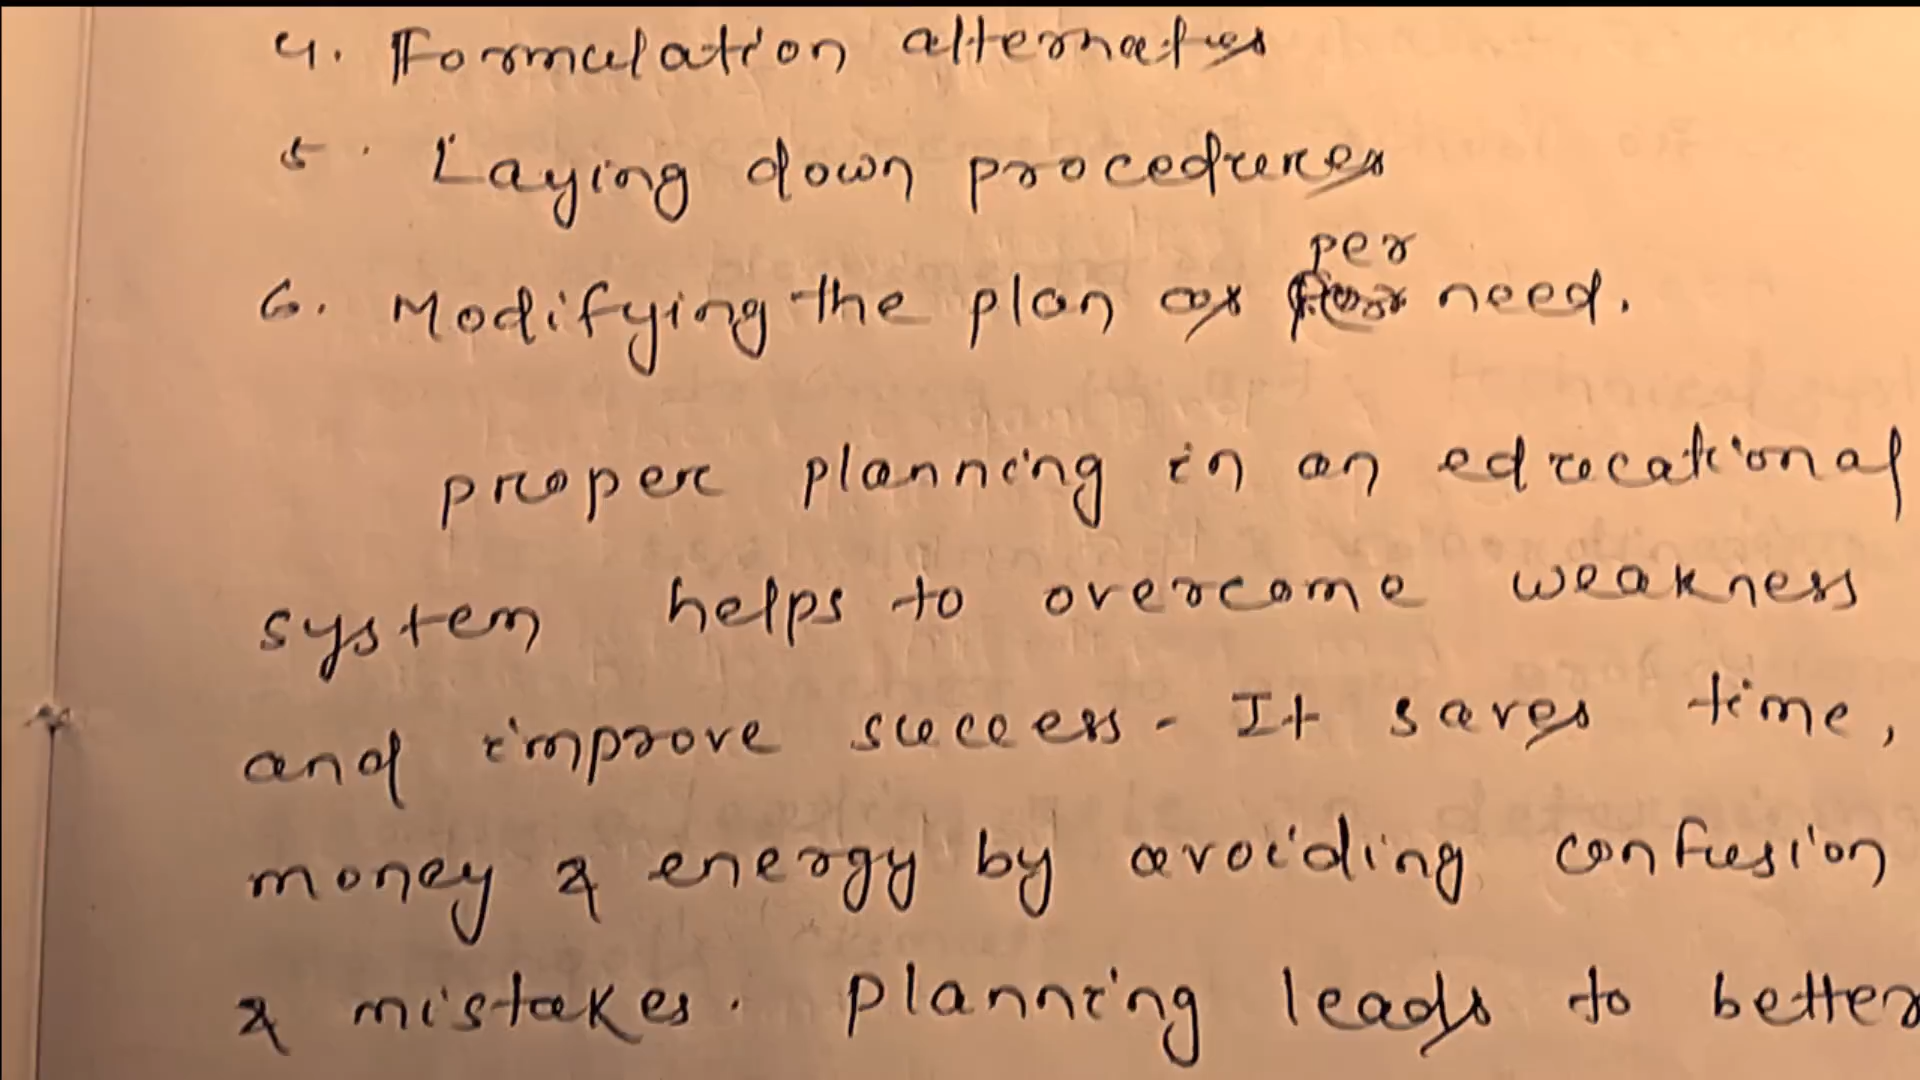 4. Formulation alternates
5. Laying down procedures
6. Modifying the plan as per need.
proper planning in an educational
system helps to overcome weakness
and improve success. It saves time,
money & energy by avoiding confusion
& mistakes. planning leads to better